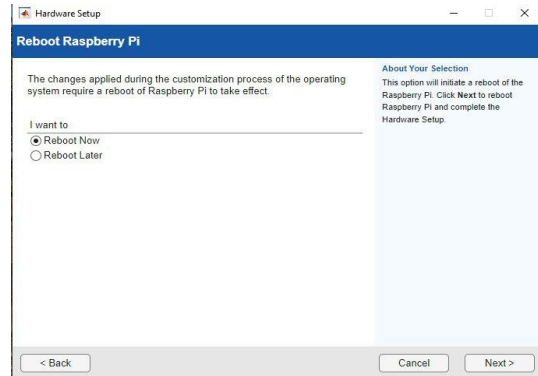 Hardware Setup
Reboot Raspberry Pi
The changes applied during the customization process of the operating
system require a reboot of Raspberry Pi to take effect.
I want to
Reboot Now
Reboot Later
About Your Selection
This option will initiate a reboot of the
Raspberry Pi. Click Next to reboot
Raspberry Pi and complete the
Hardware Setup.
< Back
Cancel
Next >